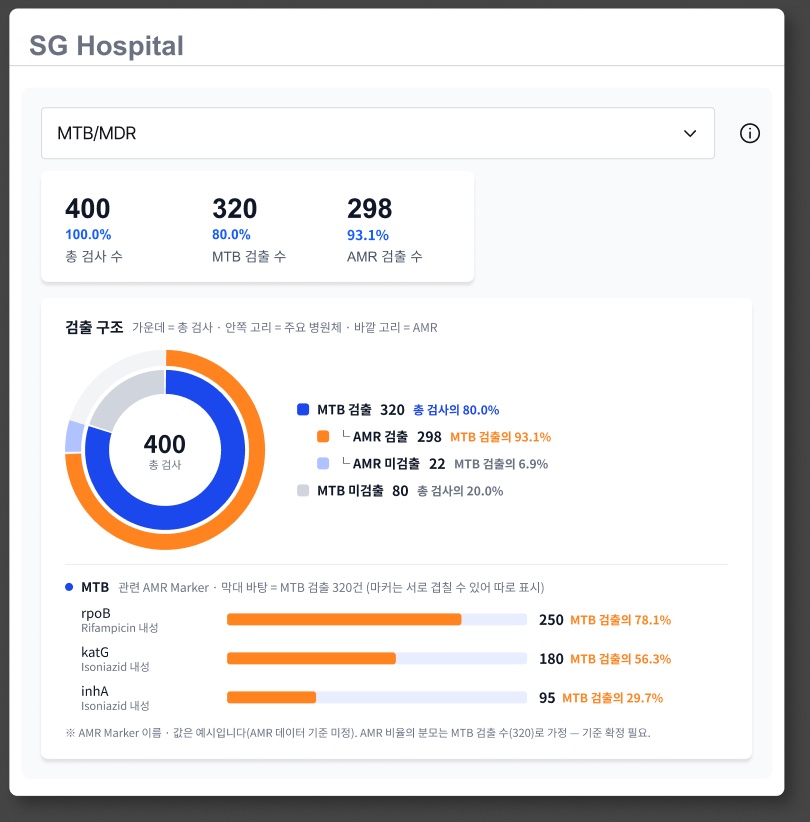 SG Hospital
MTB/MDR
400 320 298
100.0% 80.0% 93.1%
총 검사 수 MTB 검출 수 AMR 검출 수
검출 구조 가운데 = 총 검사 · 안쪽 고리 = 주요 병원체 · 바깥 고리 = AMR
400
총 검사
MTB 검출 320 총 검사의 80.0%
└ AMR 검출 298 MTB 검출의 93.1%
└ AMR 미검출 22 MTB 검출의 6.9%
MTB 미검출 80 총 검사의 20.0%
MTB 관련 AMR Marker · 막대 바탕 = MTB 검출 320건 (마커는 서로 겹칠 수 있어 따로 표시)
rpoB
Rifampicin 내성
250 MTB 검출의 78.1%
katG
Isoniazid 내성
180 MTB 검출의 56.3%
inhA
Isoniazid 내성
95 MTB 검출의 29.7%
※ AMR Marker 이름 · 값은 예시입니다(AMR 데이터 기준 미정). AMR 비율의 분모는 MTB 검출 수(320)로 가정 — 기준 확정 필요.